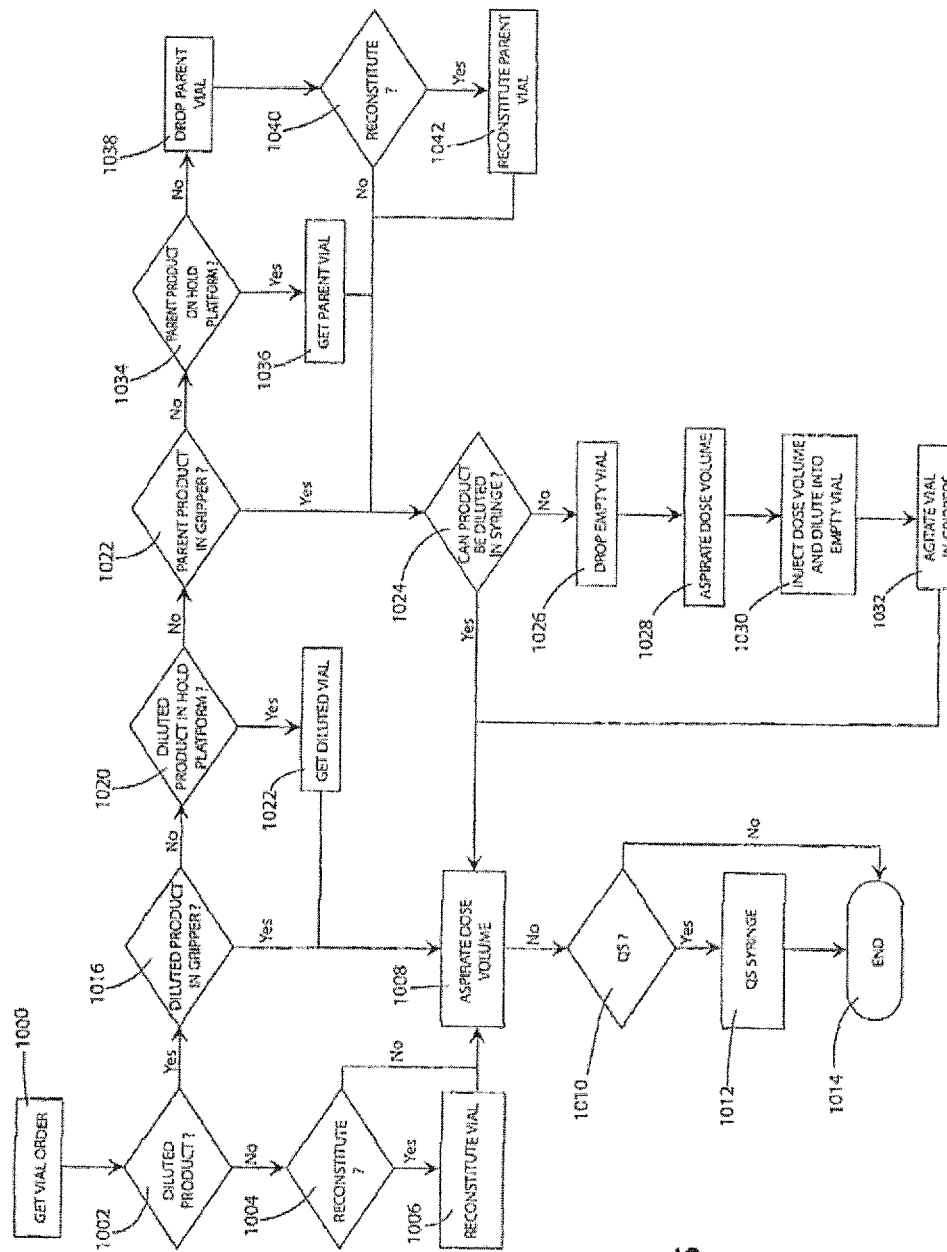 1000
GET VIAL ORDER
1002
DILUTED
PRODUCT ?
Yes
No
1004
RECONSTITUTE
?
Yes
No
1006
RECONSTITUTE VIAL
1016
DILUTED PRODUCT
IN GRIPPER ?
Yes
No
1008
ASPIRATE DOSE
VOLUME
No
1010
QS ?
Yes
No
1012
QS SYRINGE
1014
END
1020
DILUTED
PRODUCT IN HOLD
PLATFORM ?
Yes
No
1022
GET DILUTED VIAL
1022
PARENT PRODUCT
IN GRIPPER ?
Yes
No
1024
CAN PRODUCT
BE DILUTED
IN SYRINGE ?
Yes
No
1026
DROP EMPTY VIAL
1028
ASPIRATE DOSE VOLUME
1030
INJECT DOSE VOLUME
AND DILUTE INTO
EMPTY VIAL
1032
AGITATE VIAL
1034
PARENT PRODUCT
ON HOLD
PLATFORM ?
Yes
No
1036
GET PARENT VIAL
1038
DROP PARENT
VIAL
1040
RECONSTITUTE
?
No
Yes
1042
RECONSTITUTE PARENT
VIAL